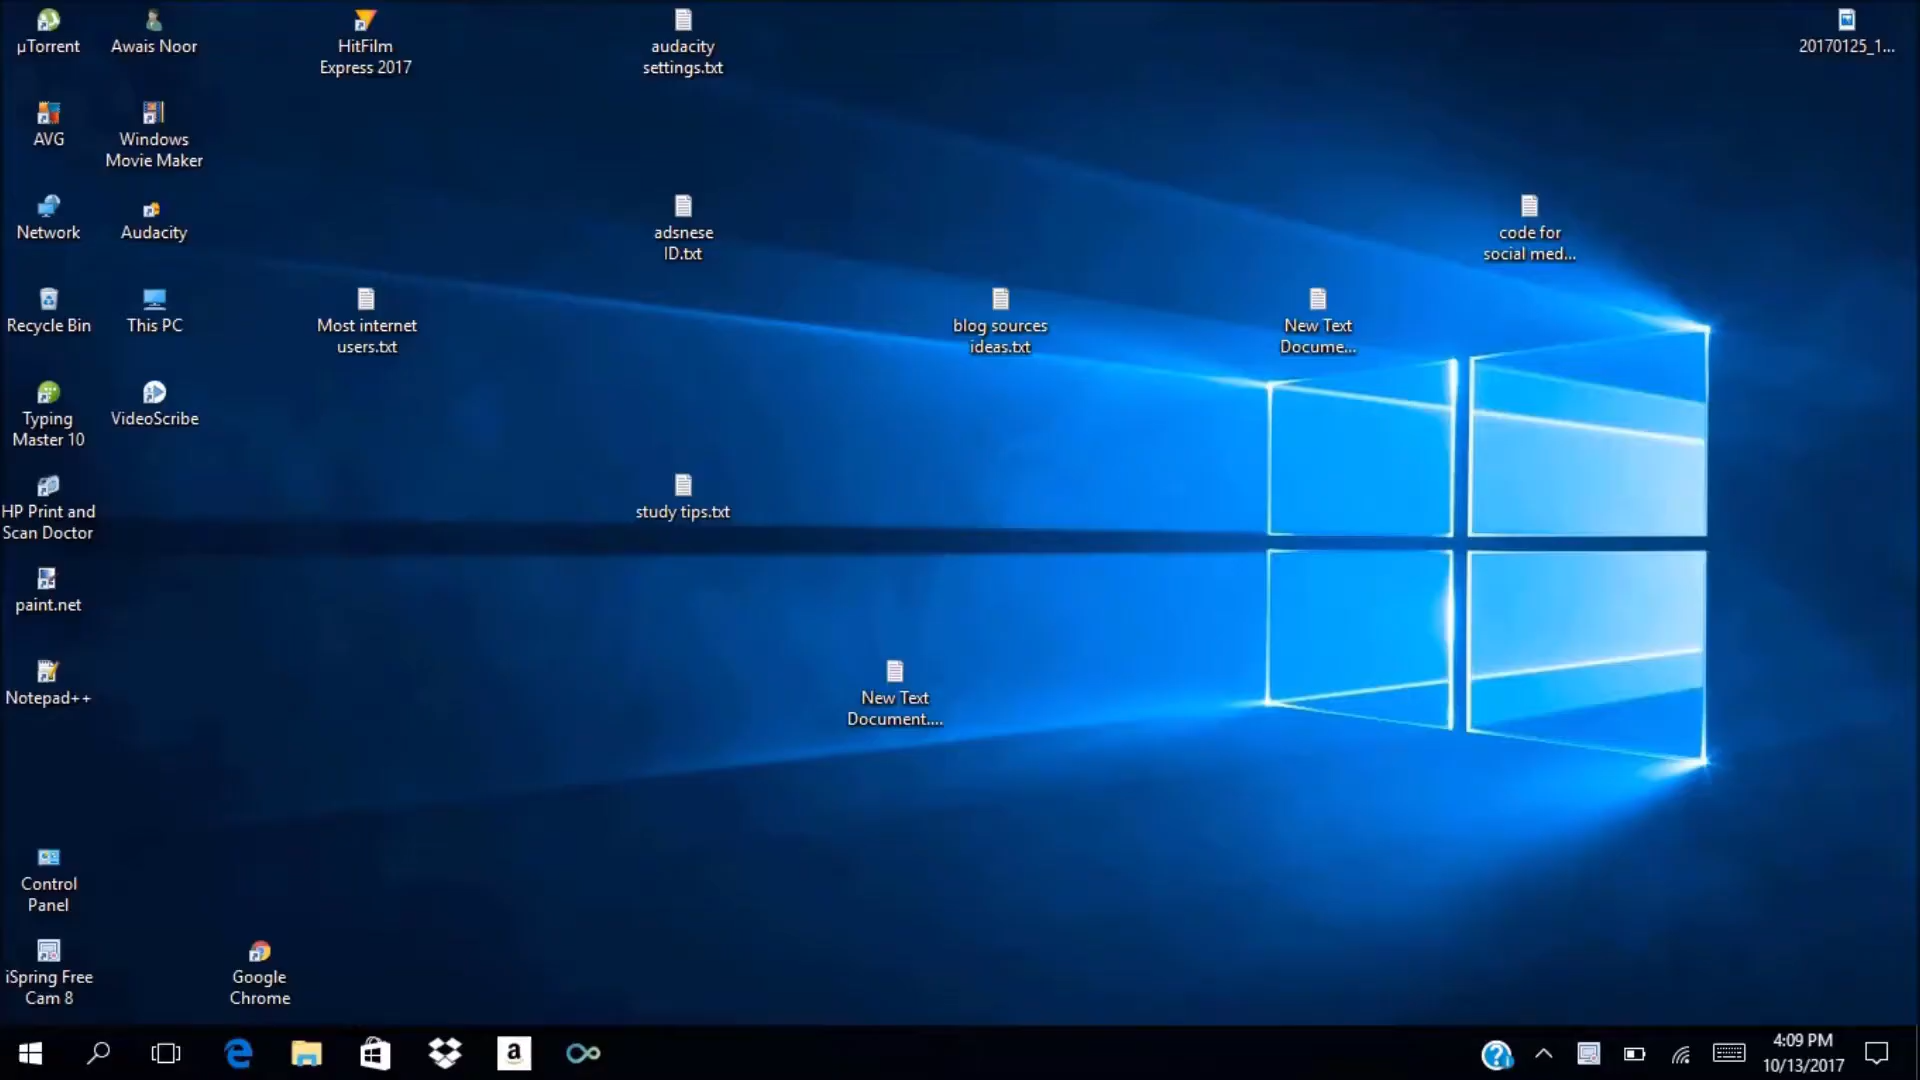 µTorrent
Awais Noor
HitFilm
Express 2017
audacity
settings.txt
20170125_1...
AVG
Windows
Movie Maker
Network
Audacity
adsnese
ID.txt
code for
social med...
Recycle Bin
This PC
Most internet
users.txt
blog sources
ideas.txt
New Text
Docume...
Typing
Master 10
VideoScribe
HP Print and
Scan Doctor
study tips.txt
paint.net
Notepad++
New Text
Document....
Control
Panel
iSpring Free
Cam 8
Google
Chrome
a
4:09 PM
10/13/2017